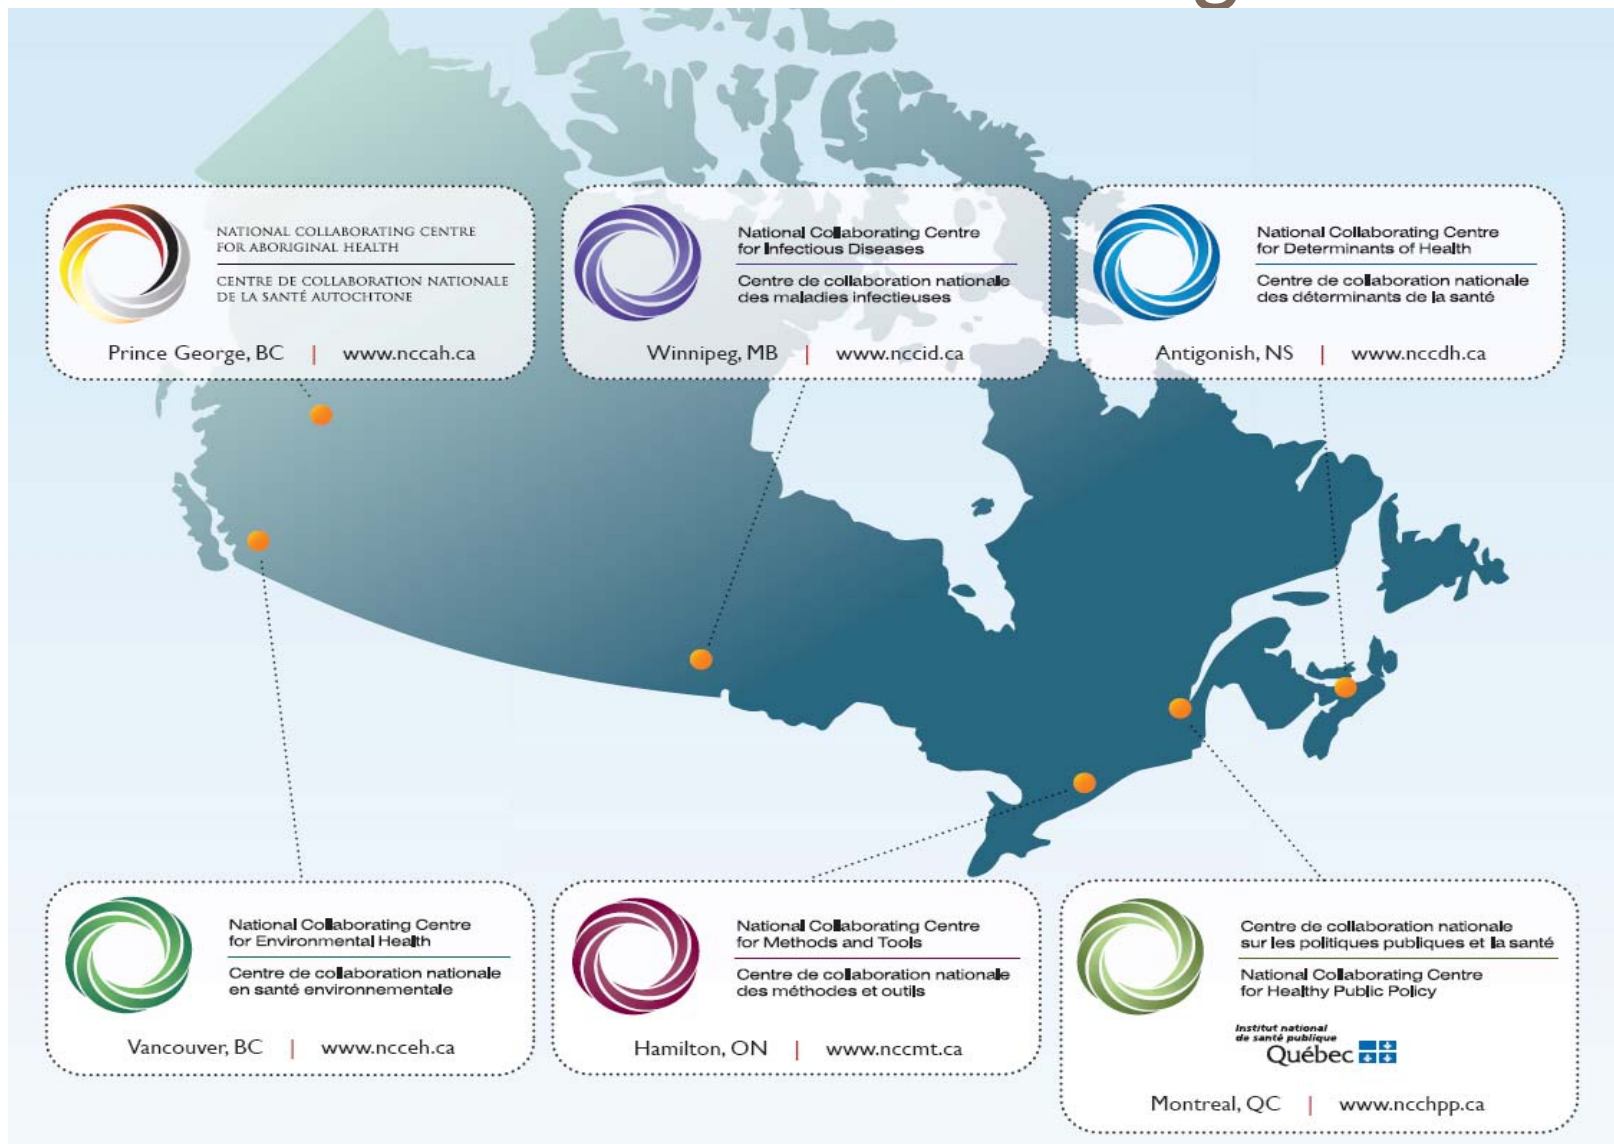 NATIONAL COLLABORATING CENTRE
FOR ABORIGINAL HEALTH
CENTRE DE COLLABORATION NATIONALE
DE LA SANTÉ AUTOCHTONE
Prince George, BC | www.nccah.ca
National Collaborating Centre
for Infectious Diseases
Centre de collaboration nationale
des maladies infectieuses
Winnipeg, MB | www.nccid.ca
National Collaborating Centre
for Determinants of Health
Centre de collaboration nationale
des déterminants de la santé
Antigonish, NS | www.nccdh.ca
National Collaborating Centre
for Environmental Health
Centre de collaboration nationale
en santé environnementale
Vancouver, BC | www.ncceh.ca
National Collaborating Centre
for Methods and Tools
Centre de collaboration nationale
des méthodes et outils
Hamilton, ON | www.nccmt.ca
Centre de collaboration nationale
sur les politiques publiques et la santé
National Collaborating Centre
for Healthy Public Policy
Institut national
de santé publique
Québec
Montreal, QC | www.ncchpp.ca